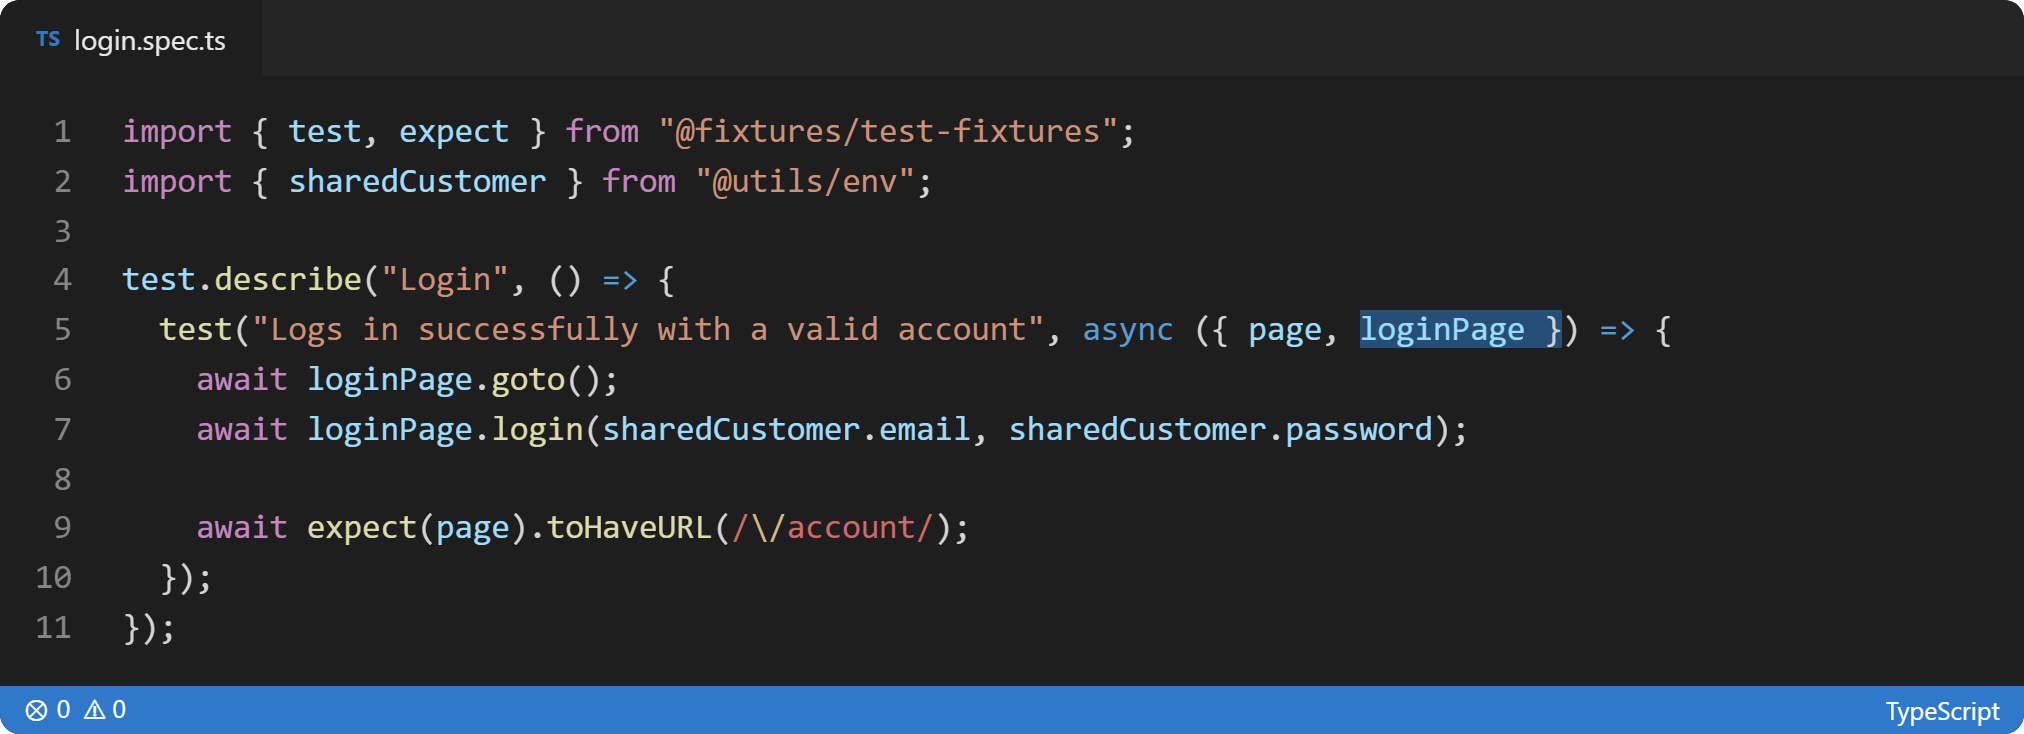 TS login.spec.ts
1 import { test, expect } from "@fixtures/test-fixtures";
2 import { sharedCustomer } from "@utils/env";
3
4 test.describe("Login", () => {
5   test("Logs in successfully with a valid account", async ({ page, loginPage }) => {
6     await loginPage.goto();
7     await loginPage.login(sharedCustomer.email, sharedCustomer.password);
8
9     await expect(page).toHaveURL(/\/account/);
10   });
11 });
0 0 TypeScript